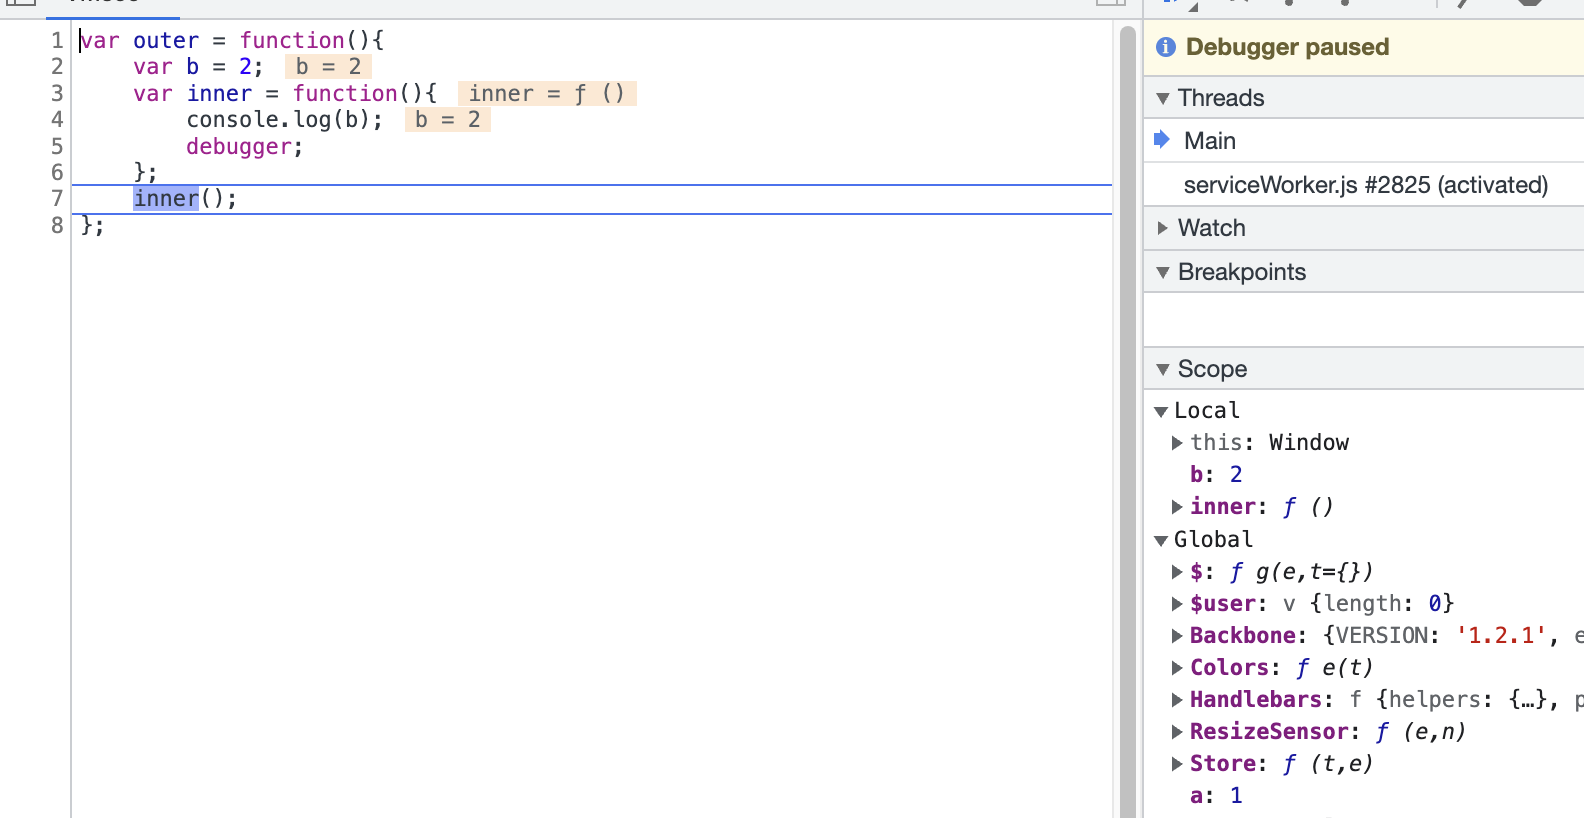 1 var outer = function(){
2 var b = 2; b = 2
3 var inner = function(){ inner = ƒ ()
4 console.log(b); b = 2
5 debugger;
6 };
7 inner();
8 };
Debugger paused
Threads
Main
serviceWorker.js #2825 (activated)
Watch
Breakpoints
Scope
Local
this: Window
b: 2
inner: ƒ ()
Global
$: ƒ g(e,t={})
$user: v {length: 0}
Backbone: {VERSION: '1.2.1', e
Colors: ƒ e(t)
Handlebars: f {helpers: {…}, p
ResizeSensor: ƒ (e,n)
Store: ƒ (t,e)
a: 1